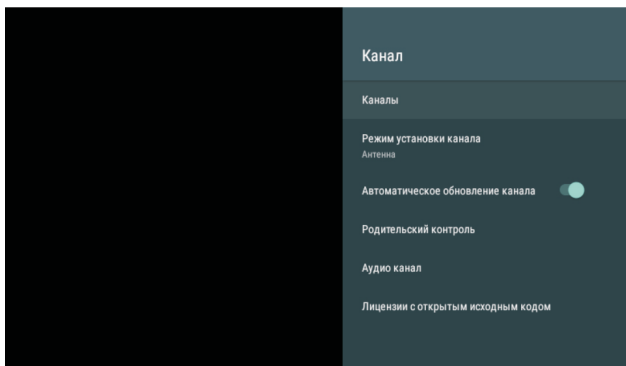 Канал
Каналы
Режим установки канала
Антенна
Автоматическое обновление канала
Родительский контроль
Аудио канал
Лицензии с открытым исходным кодом